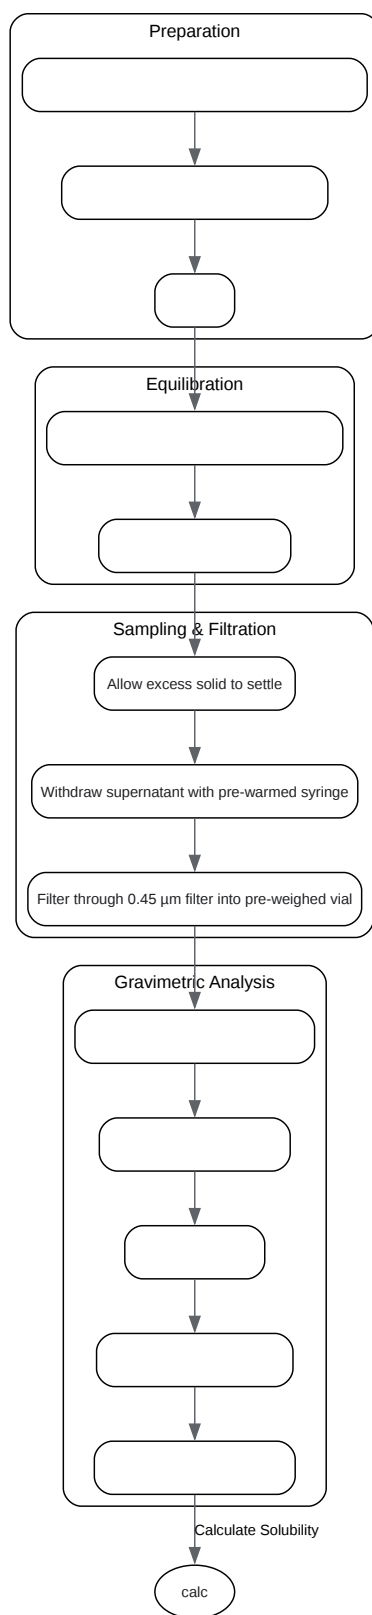 Preparation
Equilibration
Sampling & Filtration
Allow excess solid to settle
Withdraw supernatant with pre-warmed syringe
Filter through 0.45 µm filter into pre-weighed vial
Gravimetric Analysis
Calculate Solubility
calc